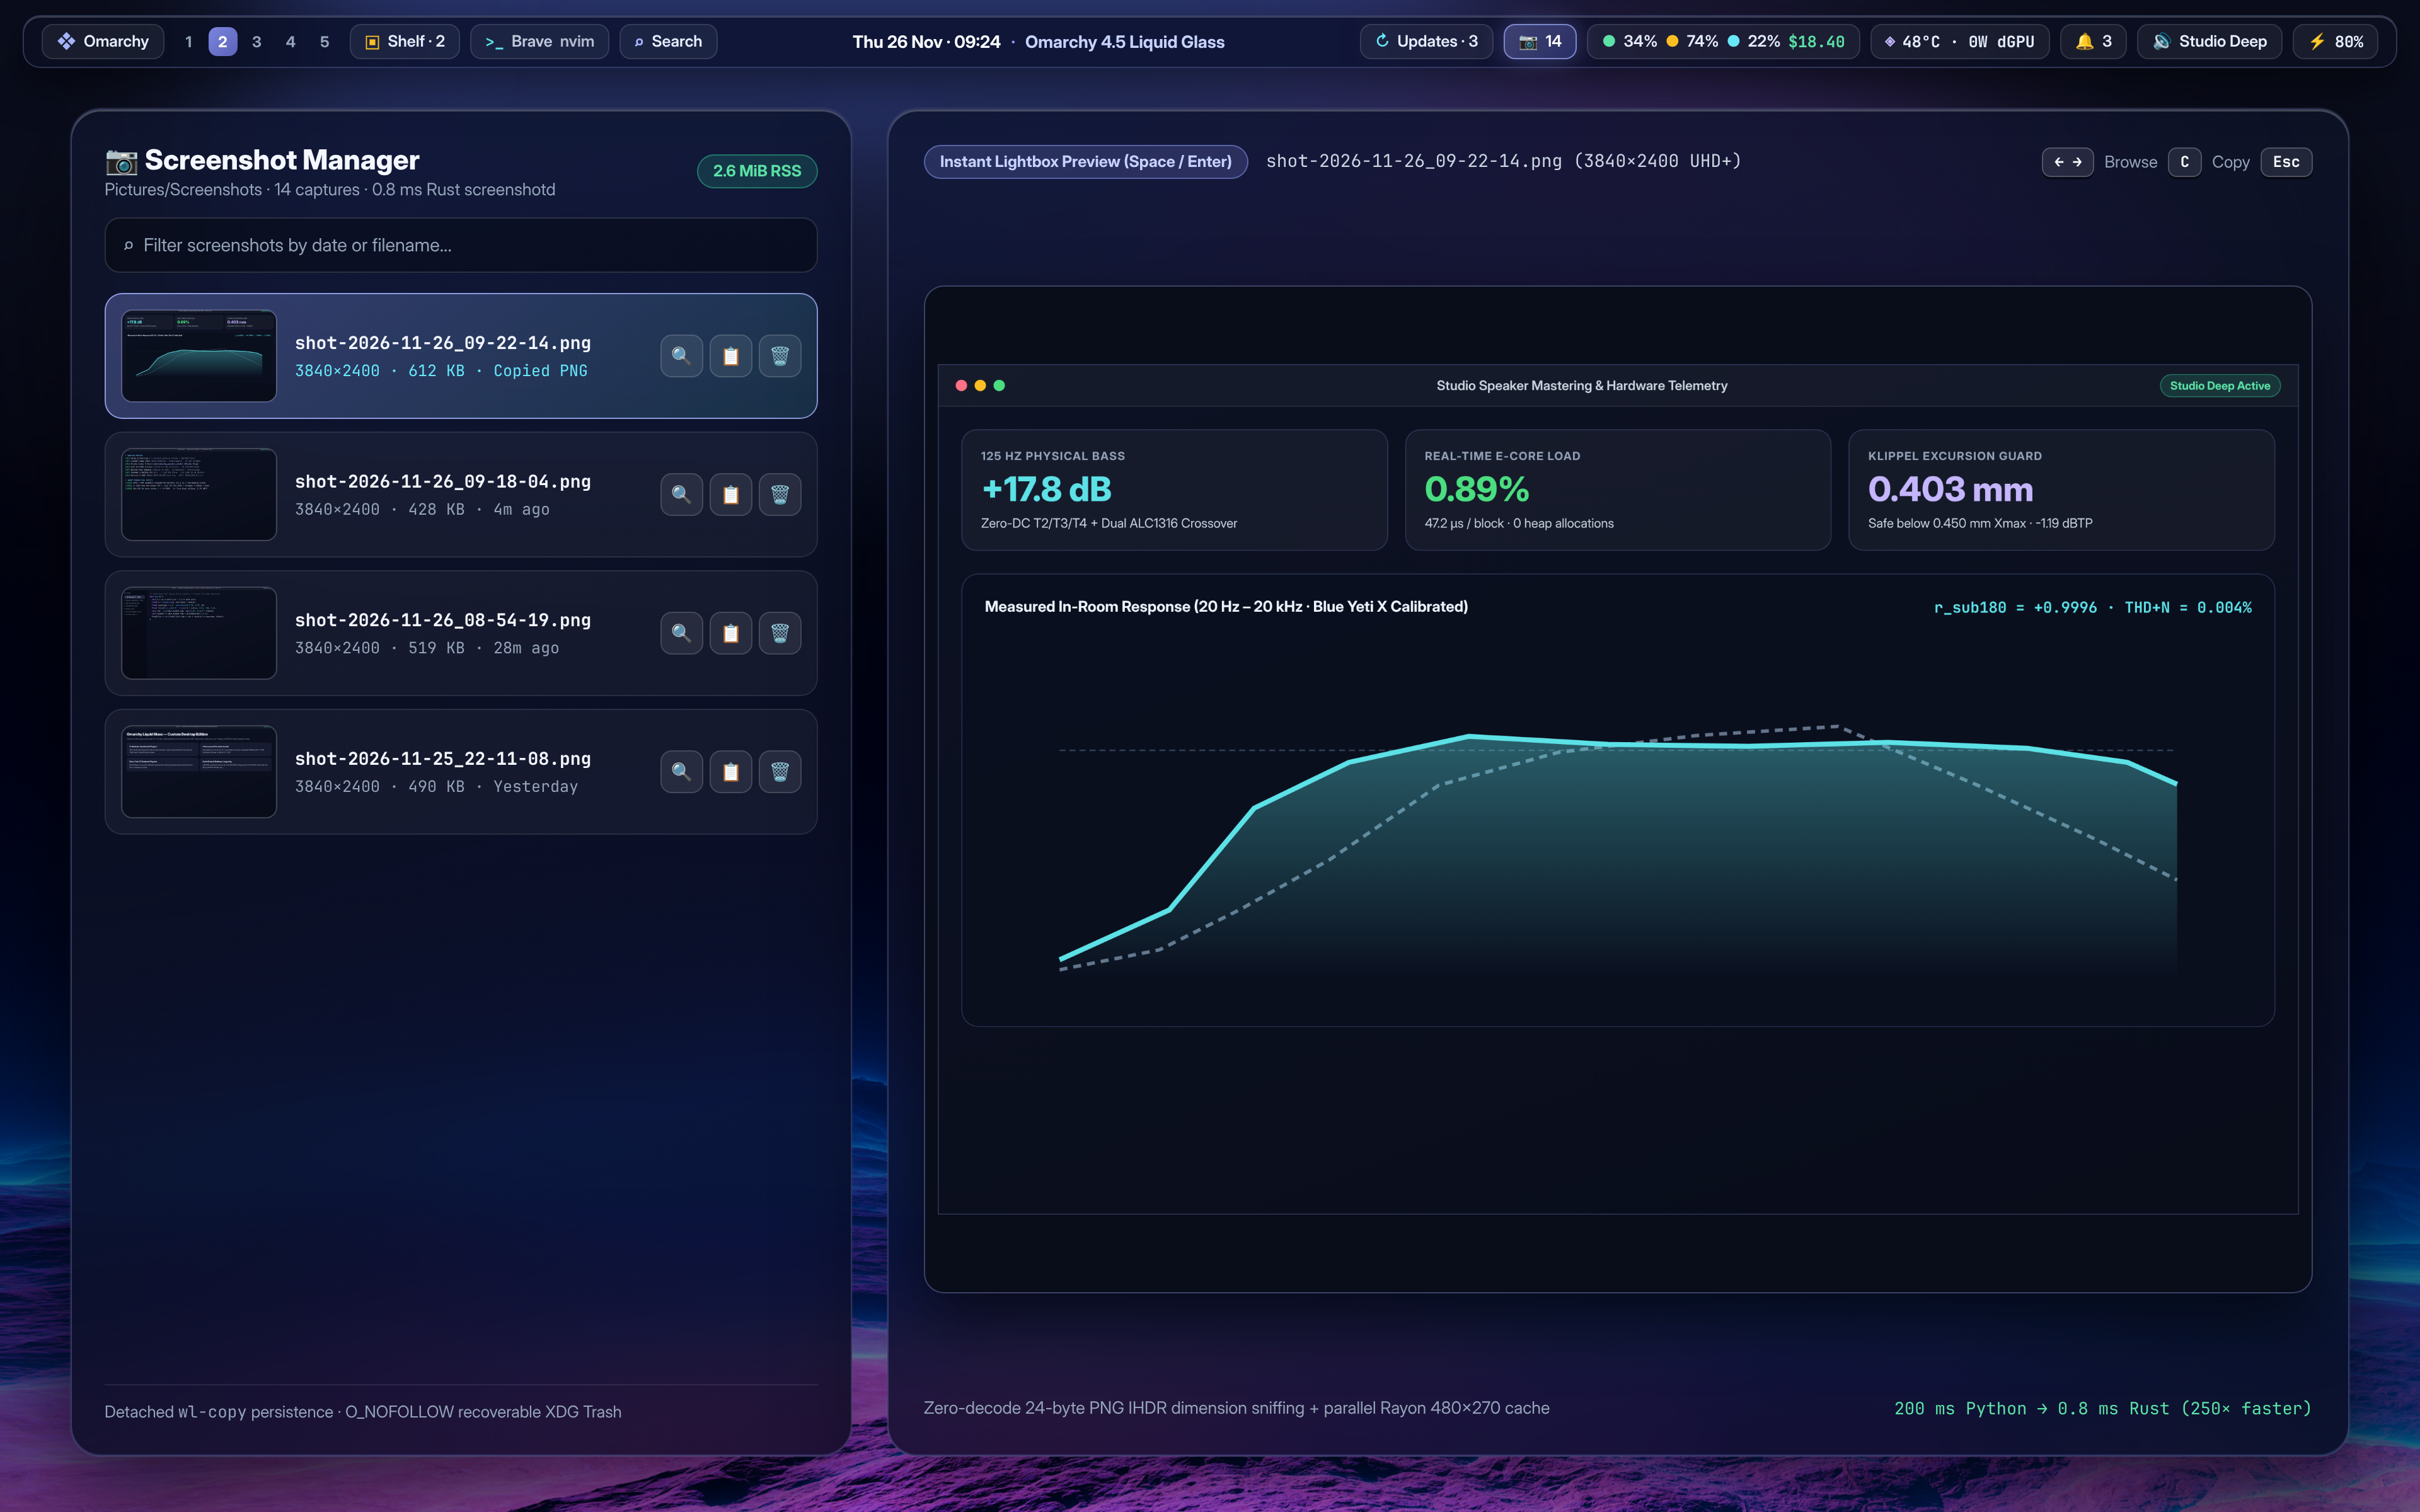 Omarchy 1 2 3 4 5 Shelf · 2 >_ Brave nvim Search Thu 26 Nov · 09:24 · Omarchy 4.5 Liquid Glass Updates · 3 14 34% 74% 22% $18.40 48°C · 0W dGPU 3 Studio Deep 80%
Screenshot Manager
Pictures/Screenshots · 14 captures · 0.8 ms Rust screenshotd
2.6 MiB RSS
Filter screenshots by date or filename...
shot-2026-11-26_09-22-14.png
3840×2400 · 612 KB · Copied PNG
shot-2026-11-26_09-18-04.png
3840×2400 · 428 KB · 4m ago
shot-2026-11-26_08-54-19.png
3840×2400 · 519 KB · 28m ago
Omarchy Liquid Glass — Custom Desktop Edition
shot-2026-11-25_22-11-08.png
3840×2400 · 490 KB · Yesterday
Detached wl-copy persistence · O_NOFOLLOW recoverable XDG Trash
Instant Lightbox Preview (Space / Enter) shot-2026-11-26_09-22-14.png (3840×2400 UHD+) ← → Browse C Copy Esc
Studio Speaker Mastering & Hardware Telemetry
Studio Deep Active
125 HZ PHYSICAL BASS
+17.8 dB
Zero-DC T2/T3/T4 + Dual ALC1316 Crossover
REAL-TIME E-CORE LOAD
0.89%
47.2 µs / block · 0 heap allocations
KLIPPEL EXCURSION GUARD
0.403 mm
Safe below 0.450 mm Xmax · -1.19 dBTP
Measured In-Room Response (20 Hz – 20 kHz · Blue Yeti X Calibrated)
r_sub180 = +0.9996 · THD+N = 0.004%
Zero-decode 24-byte PNG IHDR dimension sniffing + parallel Rayon 480×270 cache
200 ms Python → 0.8 ms Rust (250× faster)